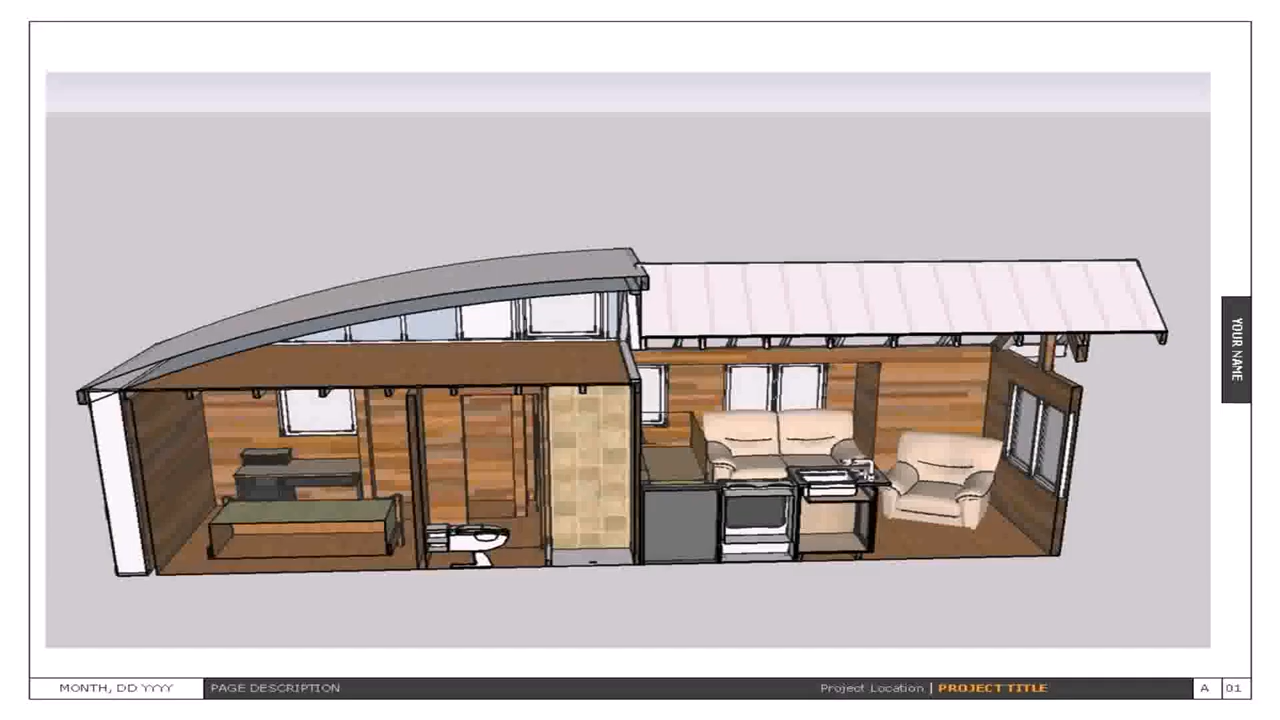 YOUR NAME
MONTH, DD YYYY
PAGE DESCRIPTION
Project Location | PROJECT TITLE
A 01